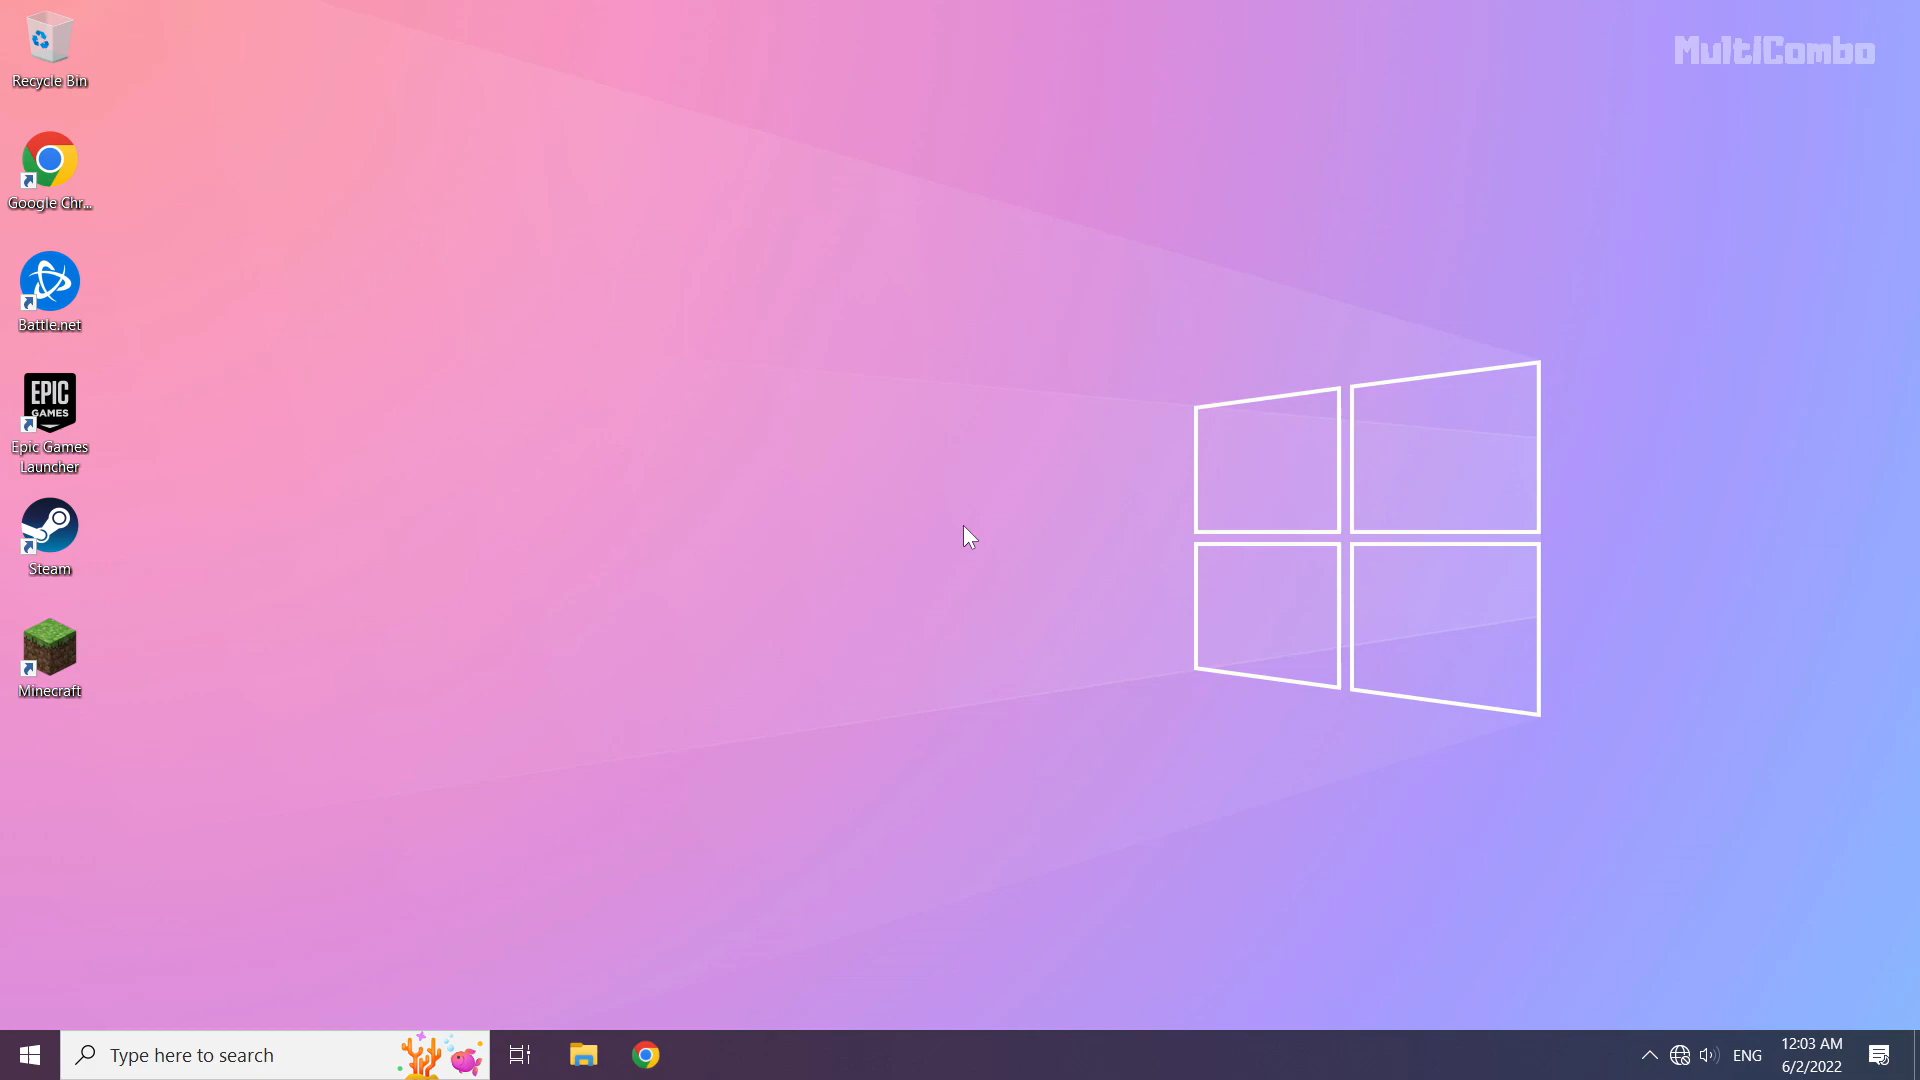 Recycle Bin
MultiCombo
Google Chr...
Battle.net
EPIC
GAMES
Epic Games
Launcher
Steam
Minecraft
Type here to search
ENG
12:03 AM
6/2/2022